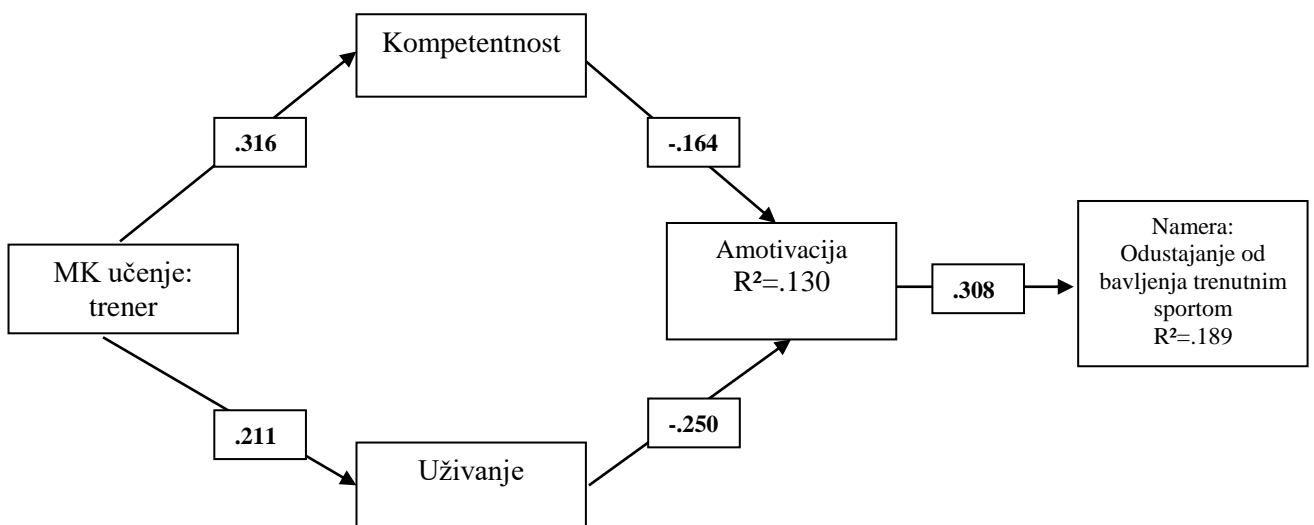 Kompetentnost
.316
-.164
MK učenje:
trener
Amotivacija
R²=.130
.308
Namera:
Odustajanje od
bavljenja trenutnim
sportom
R²=.189
.211
-.250
Uživanje